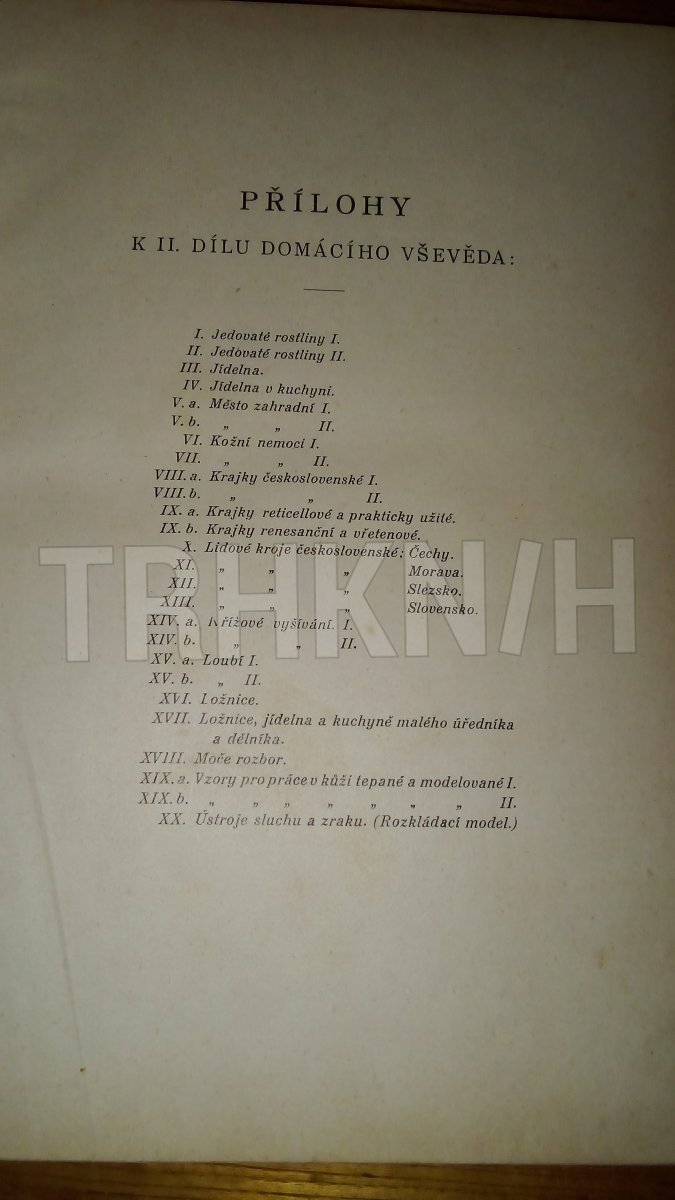 PŘÍLOHY
K II. DÍLU DOMÁCÍHO VŠEVĚDA:
I. Jedovaté rostliny I.
II. Jedovaté rostliny II.
III. Jídelna.
IV. Jídelna v kuchyni.
V. a. Město zahradní I.
V. b. „ „ II.
VI. Kožní nemoci I.
VII. „ „ II.
VIII. a. Krajky československé I.
VIII. b. „ „ II.
IX. a. Krajky reticellové a prakticky užité.
IX. b. Krajky renesanční a vřetenové.
X. Lidové kroje československé: Čechy.
XI. „ „ „ Morava.
XII. „ „ „ Slezsko.
XIII. „ „ „ Slovensko.
XIV. a. Křížové vyšívání. I.
XIV. b. „ „ II.
XV. a. Loubí I.
XV. b. „ II.
XVI. Ložnice.
XVII. Ložnice, jídelna a kuchyně malého úředníka
a dělníka.
XVIII. Moče rozbor.
XIX. a. Vzory pro práce v kůži tepané a modelované I.
XIX. b. „ „ „ „ „ „ „ II.
XX. Ústroje sluchu a zraku. (Rozkládací model.)
TRHKN/H